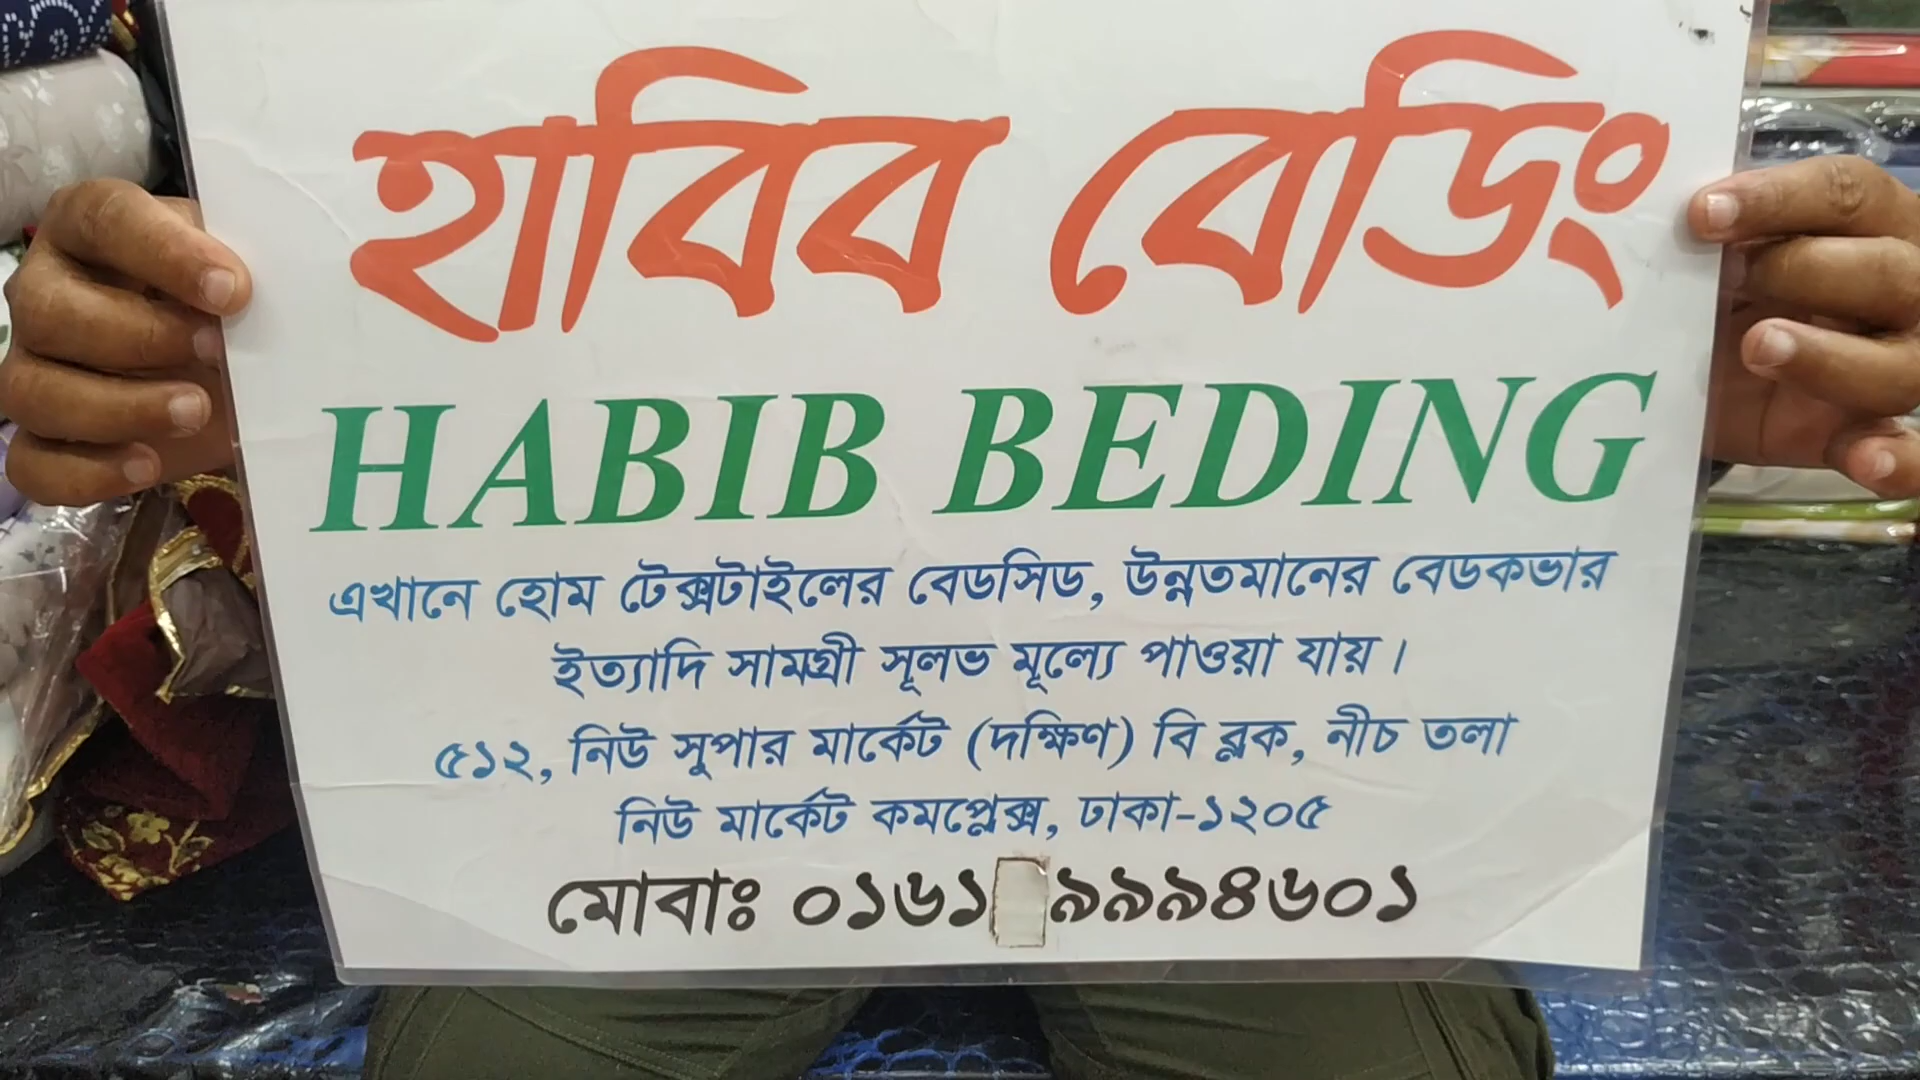 হাবিব বেডিং
HABIB BEDING
এখানে হোম টেক্সটাইলের বেডসিড, উন্নতমানের বেডকভার
ইত্যাদি সামগ্রী সূলভ মূল্যে পাওয়া যায়।
৫১২, নিউ সুপার মার্কেট (দক্ষিণ) বি ব্লক, নীচ তলা
নিউ মার্কেট কমপ্লেক্স, ঢাকা-১২০৫
মোবাঃ ০১৬১ ৯৯৯৪৬০১